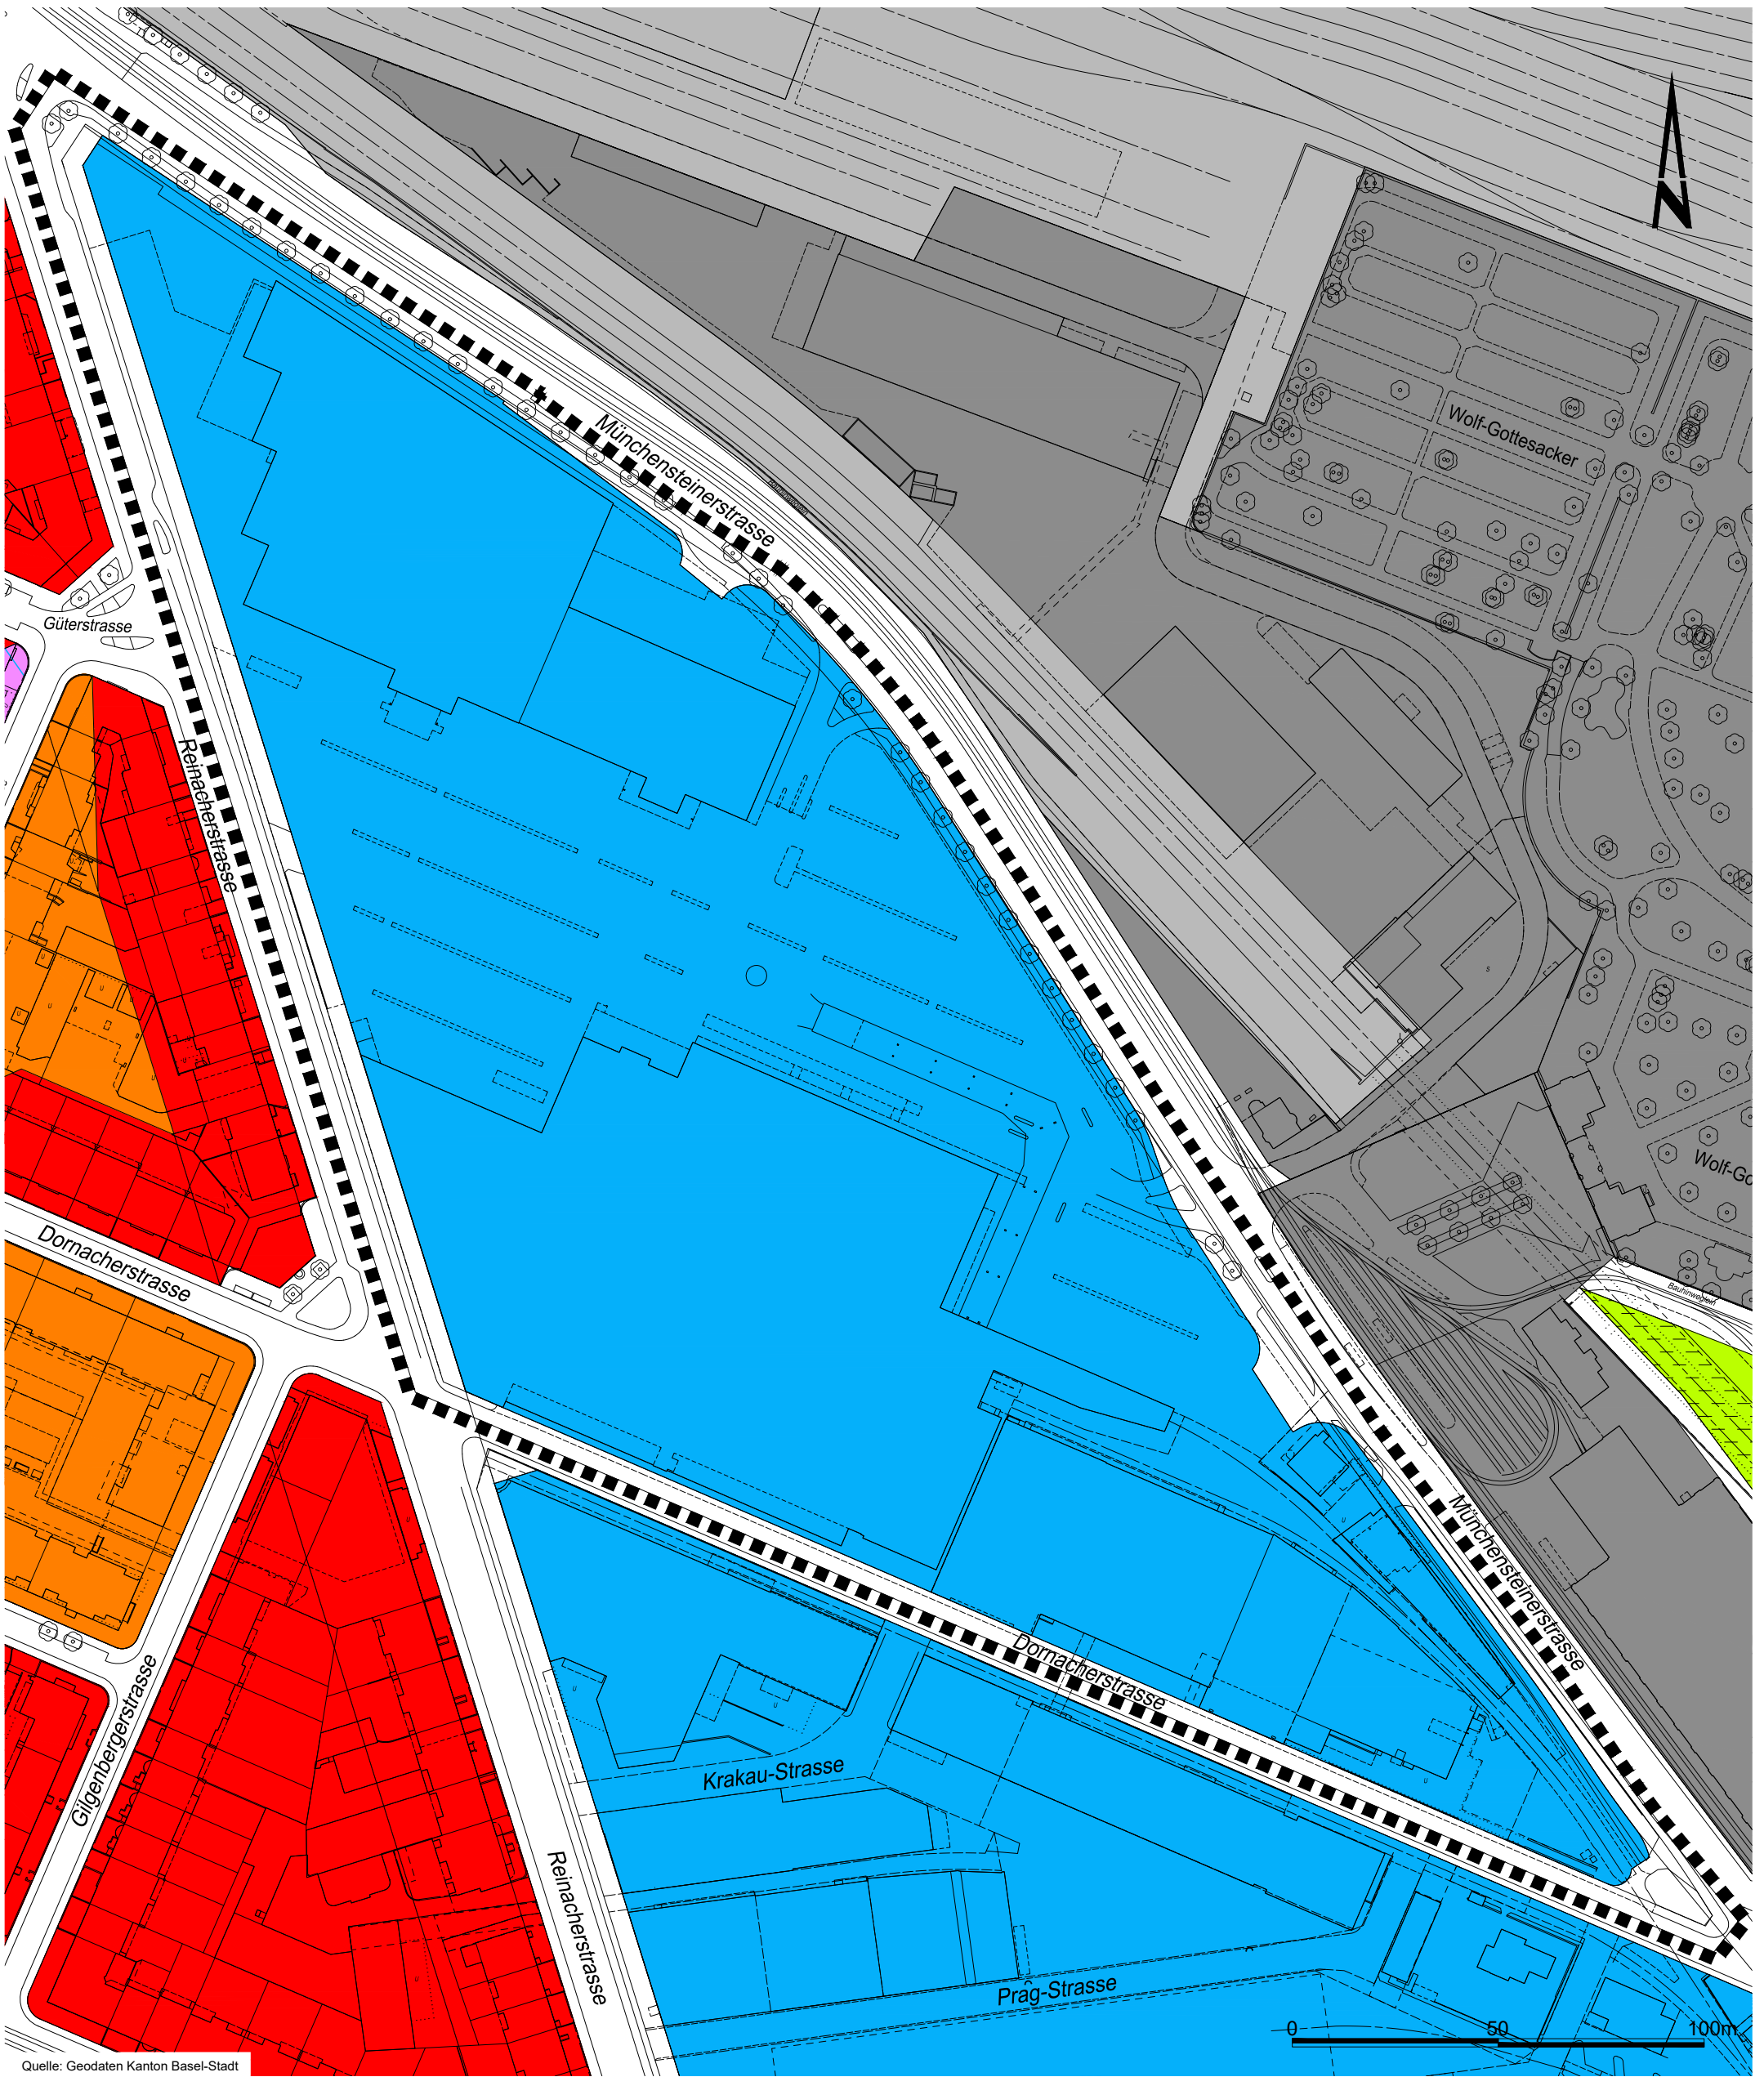 Wolf-Gottesacker
Münchensteinerstrasse
Güterstrasse
Reinacherstrasse
Wolf-Go
Dornacherstrasse
Bauhinweglein
Münchensteinerstrasse
Dornacherstrasse
Gilgenbergerstrasse
Krakau-Strasse
Reinacherstrasse
Prag-Strasse
0 50 100m
Quelle: Geodaten Kanton Basel-Stadt
N